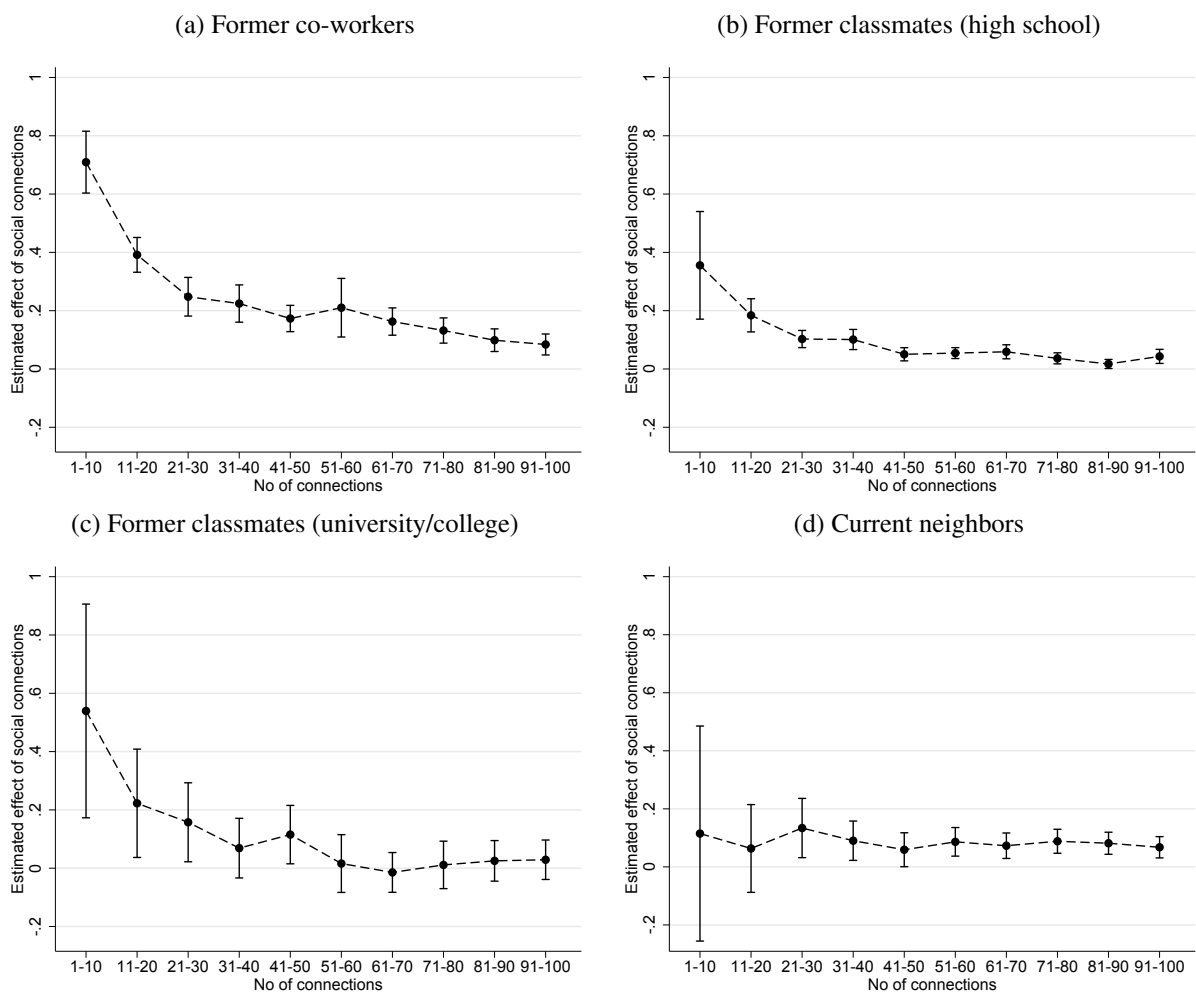 (a) Former co-workers
Estimated effect of social connections
1
.8
.6
.4
.2
0
-.2
1-10 11-20 21-30 31-40 41-50 51-60 61-70 71-80 81-90 91-100
No of connections
(b) Former classmates (high school)
Estimated effect of social connections
1
.8
.6
.4
.2
0
-.2
1-10 11-20 21-30 31-40 41-50 51-60 61-70 71-80 81-90 91-100
No of connections
(c) Former classmates (university/college)
Estimated effect of social connections
1
.8
.6
.4
.2
0
-.2
1-10 11-20 21-30 31-40 41-50 51-60 61-70 71-80 81-90 91-100
No of connections
(d) Current neighbors
Estimated effect of social connections
1
.8
.6
.4
.2
0
-.2
1-10 11-20 21-30 31-40 41-50 51-60 61-70 71-80 81-90 91-100
No of connections